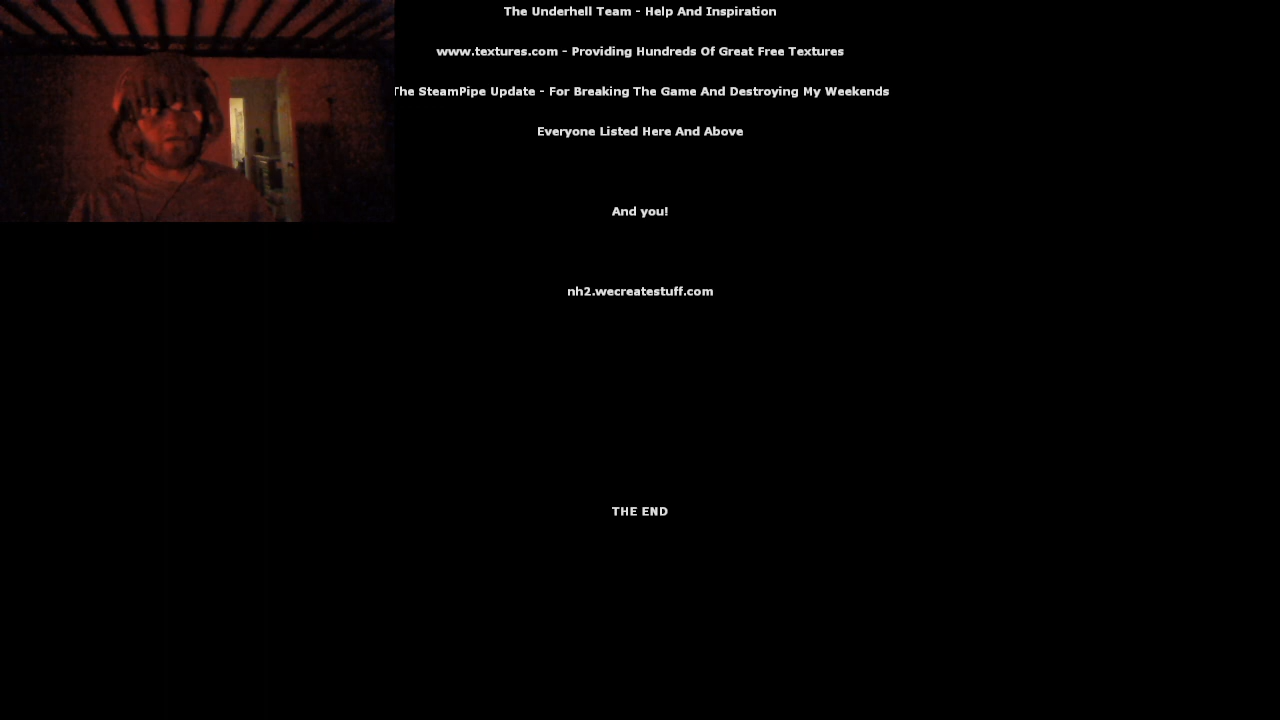 The Underhell Team - Help And Inspiration
www.textures.com - Providing Hundreds Of Great Free Textures
The SteamPipe Update - For Breaking The Game And Destroying My Weekends
Everyone Listed Here And Above
And you!
nh2.wecreatestuff.com
THE END